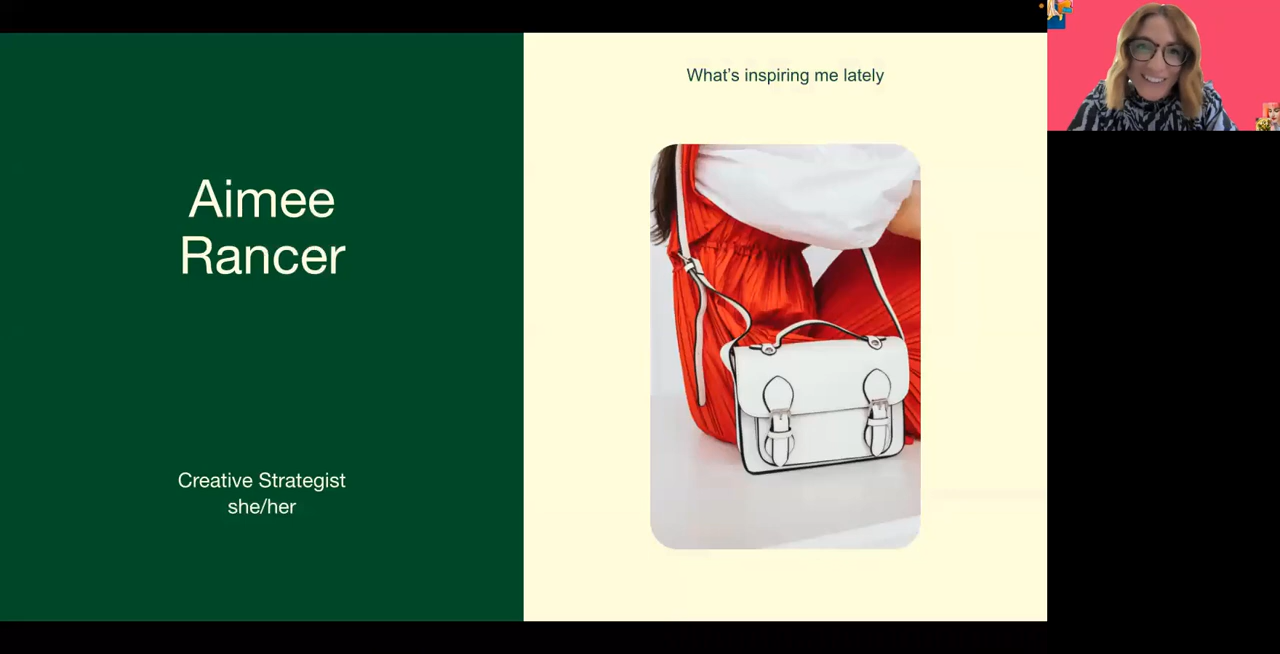 Aimee
Rancer
Creative Strategist
she/her
What's inspiring me lately